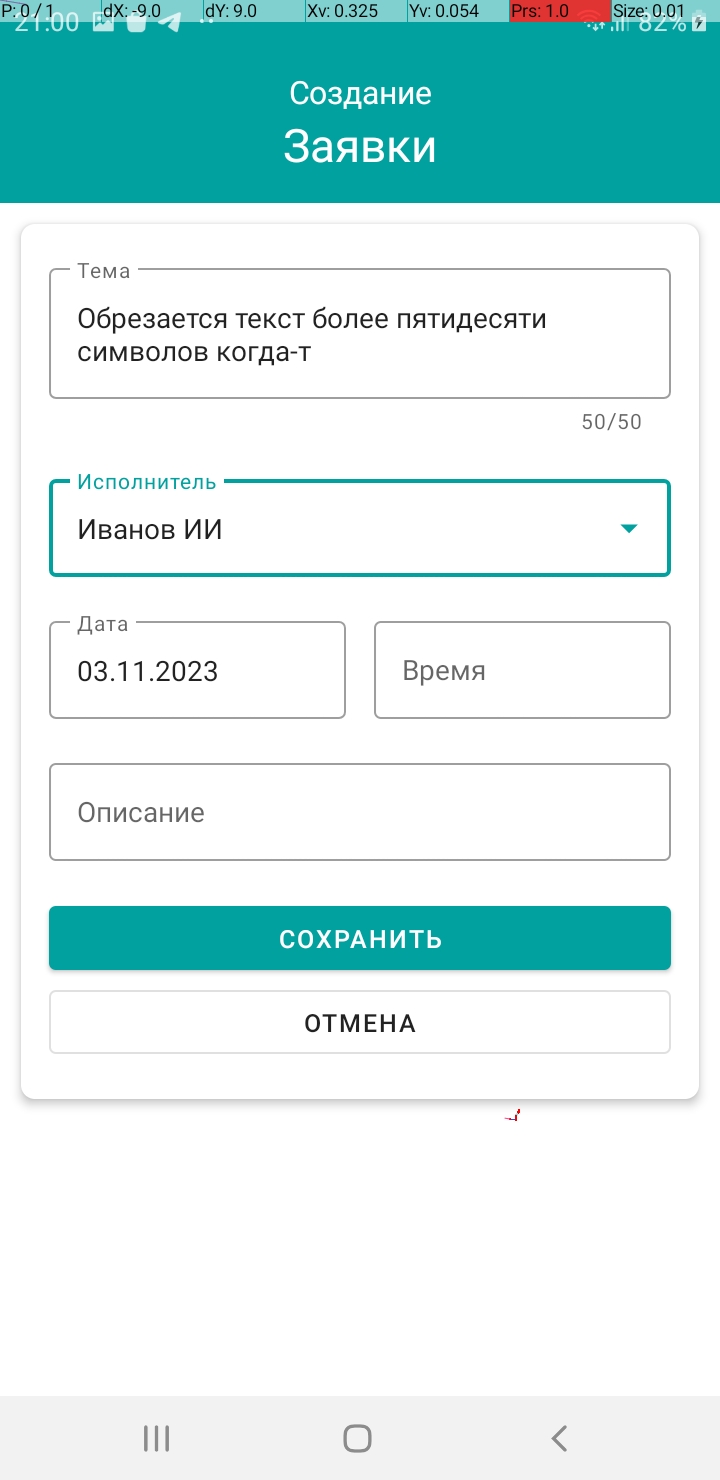 P: 0 / 1 dX: -9.0 dY: 9.0 Xv: 0.325 Yv: 0.054 Prs: 1.0 Size: 0.01
21:00 82%
Создание
Заявки
Тема
Обрезается текст более пятидесяти
символов когда-т
50/50
Исполнитель
Иванов ИИ
Дата
03.11.2023
Время
Описание
СОХРАНИТЬ
ОТМЕНА